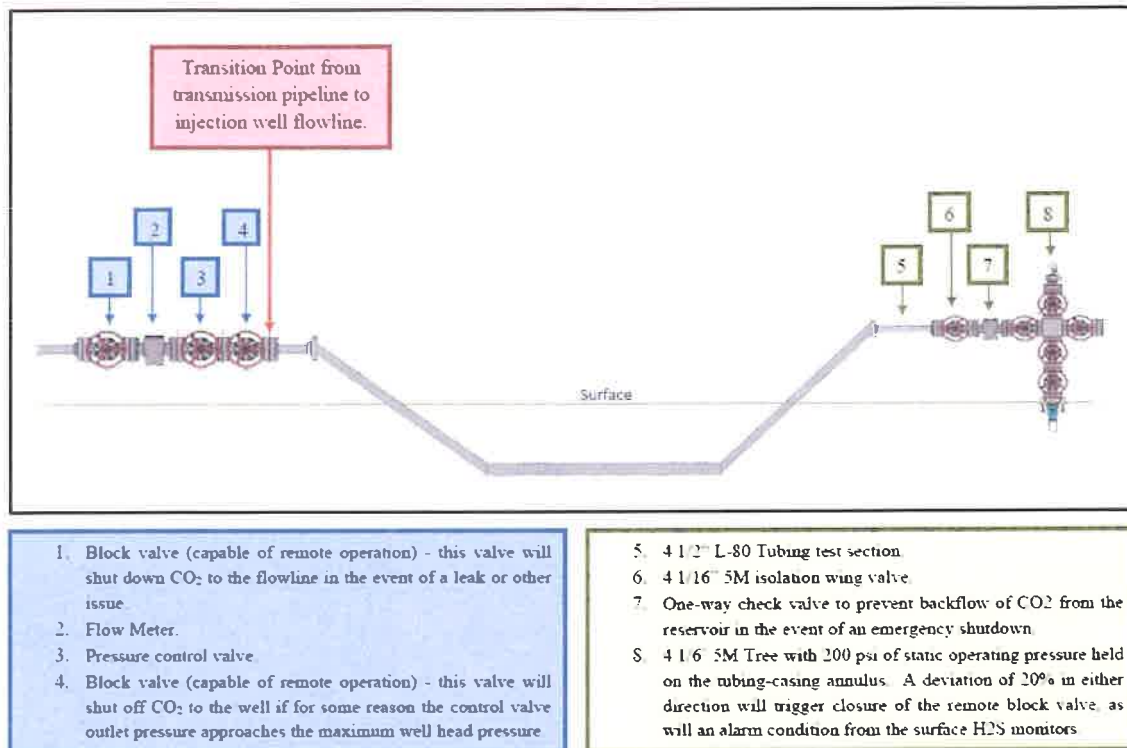 Transition Point from
transmission pipeline to
injection well flowline.
1
2
3
4
5
6
7
8
Surface
1. Block valve (capable of remote operation) - this valve will
shut down CO₂ to the flowline in the event of a leak or other
issue
2. Flow Meter.
3. Pressure control valve
4. Block valve (capable of remote operation) - this valve will
shut off CO₂ to the well if for some reason the control valve
outlet pressure approaches the maximum well head pressure
5. 4 1/2" L-80 Tubing test section
6. 4 1/16" 5M isolation wing valve
7. One-way check valve to prevent backflow of CO2 from the
reservoir in the event of an emergency shutdown
8. 4 1/6" 5M Tree with 200 psi of static operating pressure held
on the tubing-casing annulus. A deviation of 20% in either
direction will trigger closure of the remote block valve, as
will an alarm condition from the surface H2S monitors